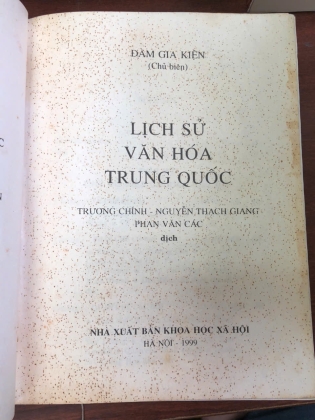 ĐÀM GIA KIỆN
(Chủ biên)
LỊCH SỬ
VĂN HÓA
TRUNG QUỐC
TRƯƠNG CHÍNH - NGUYỄN THẠCH GIANG
PHAN VĂN CÁC
dịch
NHÀ XUẤT BẢN KHOA HỌC XÃ HỘI
HÀ NỘI - 1999